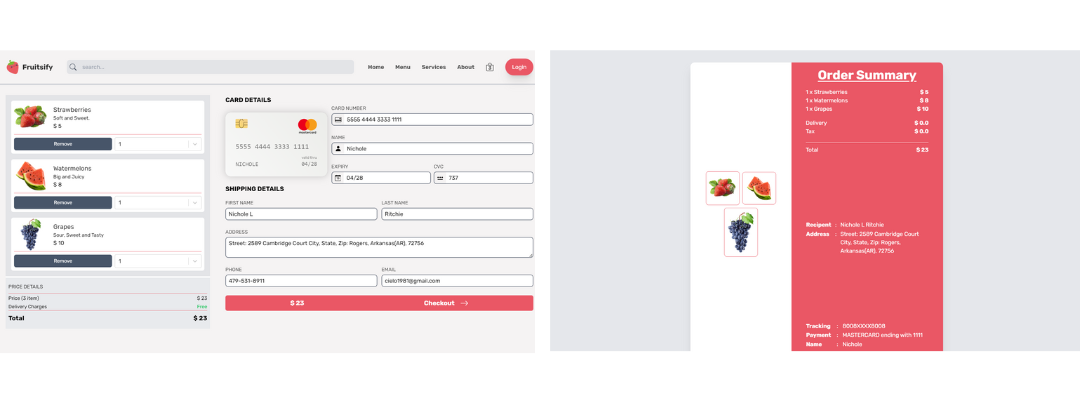 Fruitsify
search...
Home
Menu
Services
About
Login
Strawberries
Soft and Sweet.
$ 5
Remove
1
Watermelons
Big and Juicy
$ 8
Remove
1
Grapes
Sour, Sweet and Tasty
$ 10
Remove
1
PRICE DETAILS
Price (3 item) $ 23
Delivery Charges Free
Total $ 23
CARD DETAILS
5555 4444 3333 1111
NICHOLE
04/28
CARD NUMBER
5555 4444 3333 1111
NAME
Nichole
EXPIRY
04/28
CVC
737
SHIPPING DETAILS
FIRST NAME
Nichole L
LAST NAME
Ritchie
ADDRESS
Street: 2589 Cambridge Court City, State, Zip: Rogers, Arkansas(AR), 72756
PHONE
479-531-8911
EMAIL
cielo1981@gmail.com
$ 23
Checkout
Order Summary
1 x Strawberries $ 5
1 x Watermelons $ 8
1 x Grapes $ 10
Delivery $ 0.0
Tax $ 0.0
Total $ 23
Recipent : Nichole L Ritchie
Address : Street: 2589 Cambridge Court
City, State, Zip: Rogers,
Arkansas(AR), 72756
Tracking : 0008XXXX0008
Payment : MASTERCARD ending with 1111
Name : Nichole